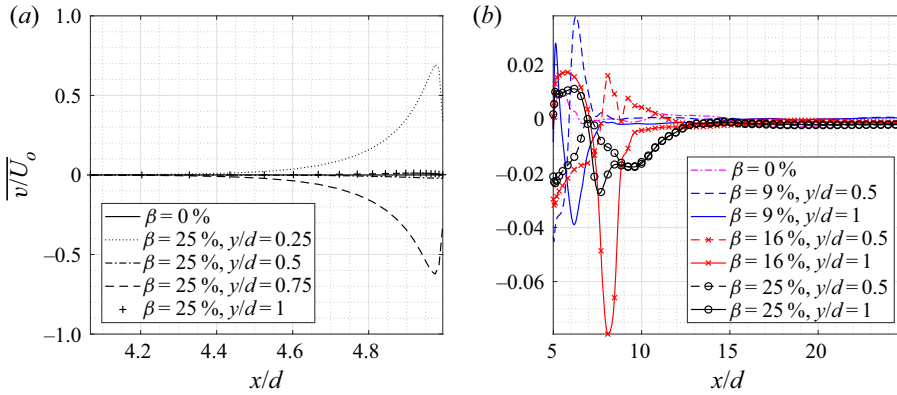 (a)
1.0
0.5
0
−0.5
−1.0
v/U_o
β = 0 %
β = 25 %, y/d = 0.25
β = 25 %, y/d = 0.5
β = 25 %, y/d = 0.75
β = 25 %, y/d = 1
4.2 4.4 4.6 4.8
x/d
(b)
0.02
0
−0.02
−0.04
−0.06
β = 0 %
β = 9 %, y/d = 0.5
β = 9 %, y/d = 1
β = 16 %, y/d = 0.5
β = 16 %, y/d = 1
β = 25 %, y/d = 0.5
β = 25 %, y/d = 1
5 10 15 20
x/d